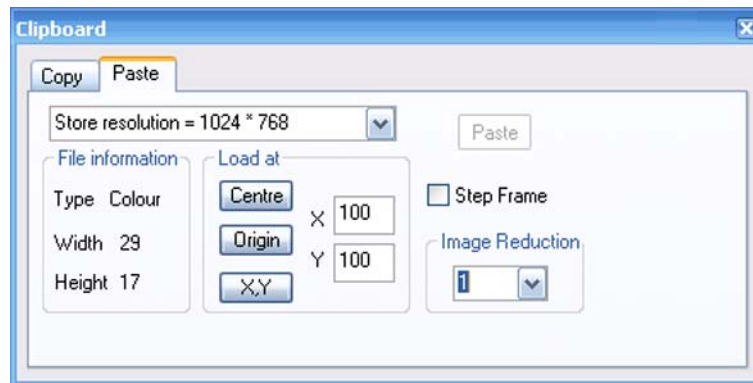 Clipboard
Copy Paste
Store resolution = 1024 * 768
Paste
File information
Type Colour
Width 29
Height 17
Load at
Centre
Origin
X,Y
X 100
Y 100
Step Frame
Image Reduction
1